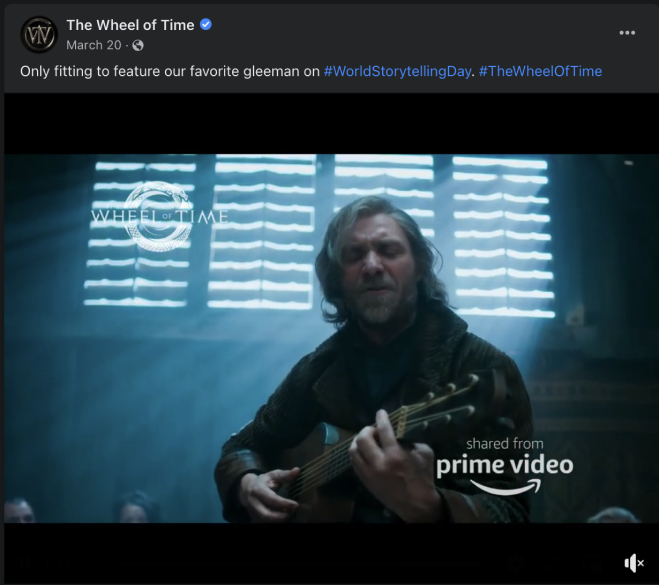 The Wheel of Time
March 20
Only fitting to feature our favorite gleeman on #WorldStorytellingDay. #TheWheelOfTime
WHEEL OF TIME
shared from
prime video